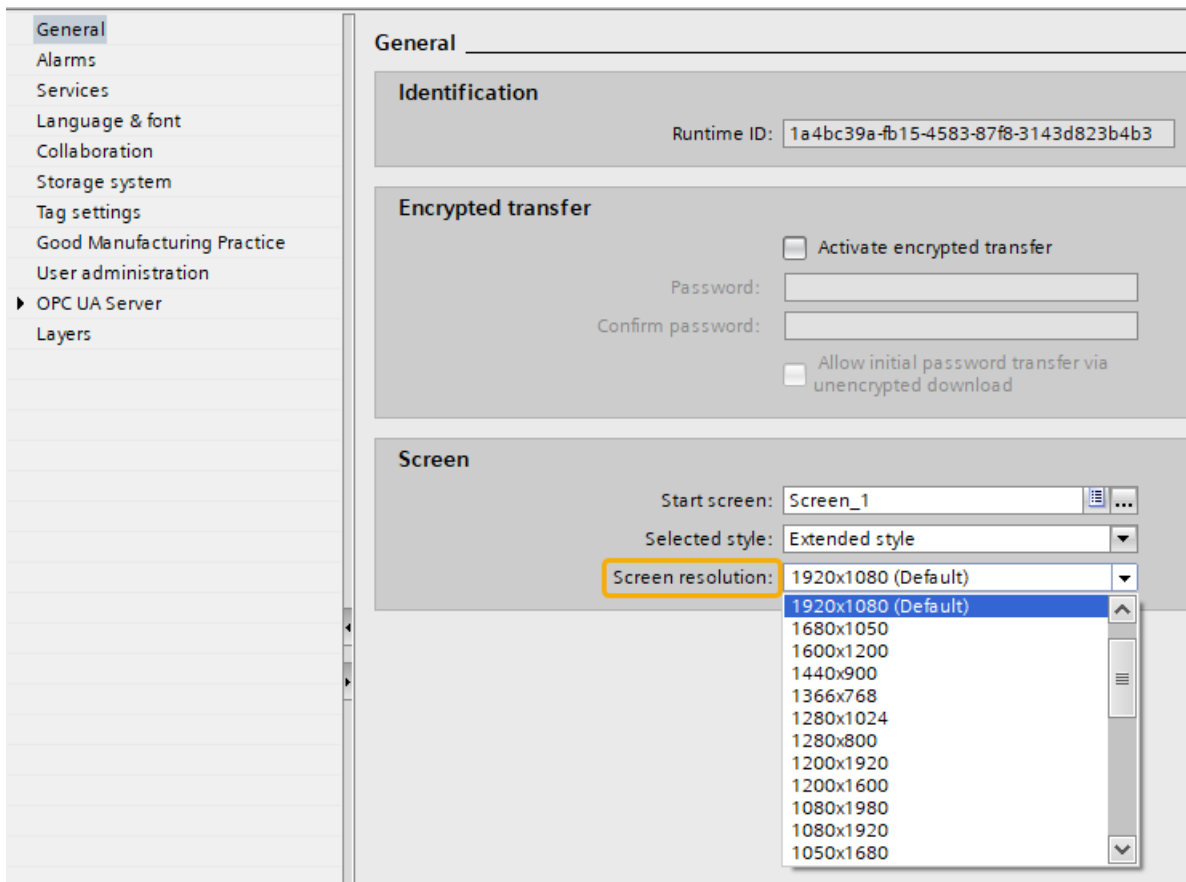 General
Alarms
Services
Language & font
Collaboration
Storage system
Tag settings
Good Manufacturing Practice
User administration
OPC UA Server
Layers
General
Identification
Runtime ID: 1a4bc39a-fb15-4583-87f8-3143d823b4b3
Encrypted transfer
Activate encrypted transfer
Password:
Confirm password:
Allow initial password transfer via
unencrypted download
Screen
Start screen: Screen_1 ...
Selected style: Extended style
Screen resolution: 1920x1080 (Default)
1920x1080 (Default)
1680x1050
1600x1200
1440x900
1366x768
1280x1024
1280x800
1200x1920
1200x1600
1080x1980
1080x1920
1050x1680